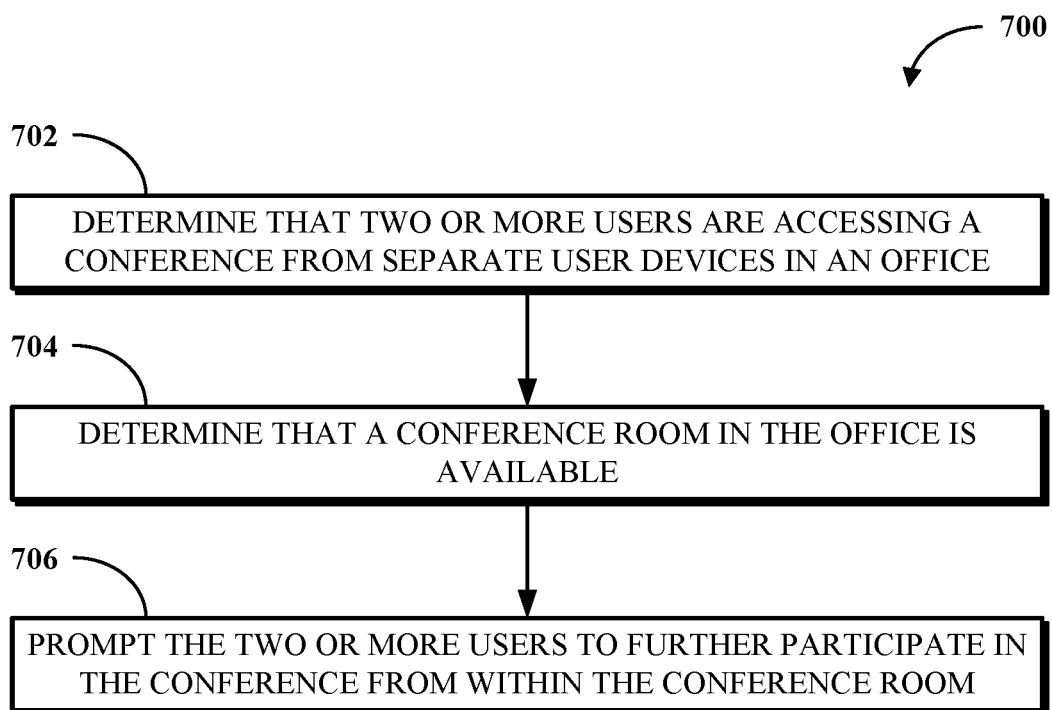 700
702
DETERMINE THAT TWO OR MORE USERS ARE ACCESSING A
CONFERENCE FROM SEPARATE USER DEVICES IN AN OFFICE
704
DETERMINE THAT A CONFERENCE ROOM IN THE OFFICE IS
AVAILABLE
706
PROMPT THE TWO OR MORE USERS TO FURTHER PARTICIPATE IN
THE CONFERENCE FROM WITHIN THE CONFERENCE ROOM